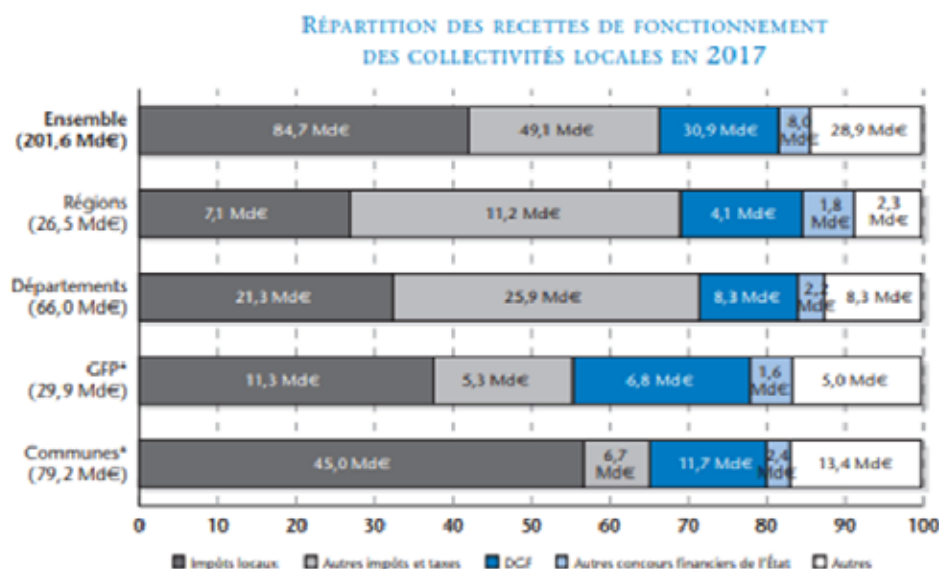 RÉPARTITION DES RECETTES DE FONCTIONNEMENT
DES COLLECTIVITÉS LOCALES EN 2017
Ensemble
(201,6 Md€)
84,7 Md€ 49,1 Md€ 30,9 Md€ 8,0 Md€ 28,9 Md€
Régions
(26,5 Md€)
7,1 Md€ 11,2 Md€ 4,1 Md€ 1,8 Md€ 2,3 Md€
Départements
(66,0 Md€)
21,3 Md€ 25,9 Md€ 8,3 Md€ 2,2 Md€ 8,3 Md€
GFP*
(29,9 Md€)
11,3 Md€ 5,3 Md€ 6,8 Md€ 1,6 Md€ 5,0 Md€
Communes*
(79,2 Md€)
45,0 Md€ 6,7 Md€ 11,7 Md€ 2,4 Md€ 13,4 Md€
0 10 20 30 40 50 60 70 80 90 100
Impôts locaux Autres impôts et taxes DGF Autres concours financiers de l'État Autres